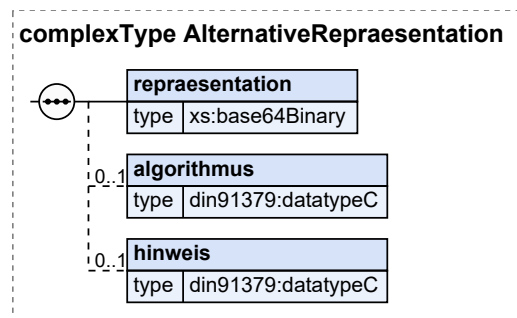 complexType AlternativeRepraesentation
repraesentation
type xs:base64Binary
0..1 algorithmus
type din91379:datatypeC
0..1 hinweis
type din91379:datatypeC